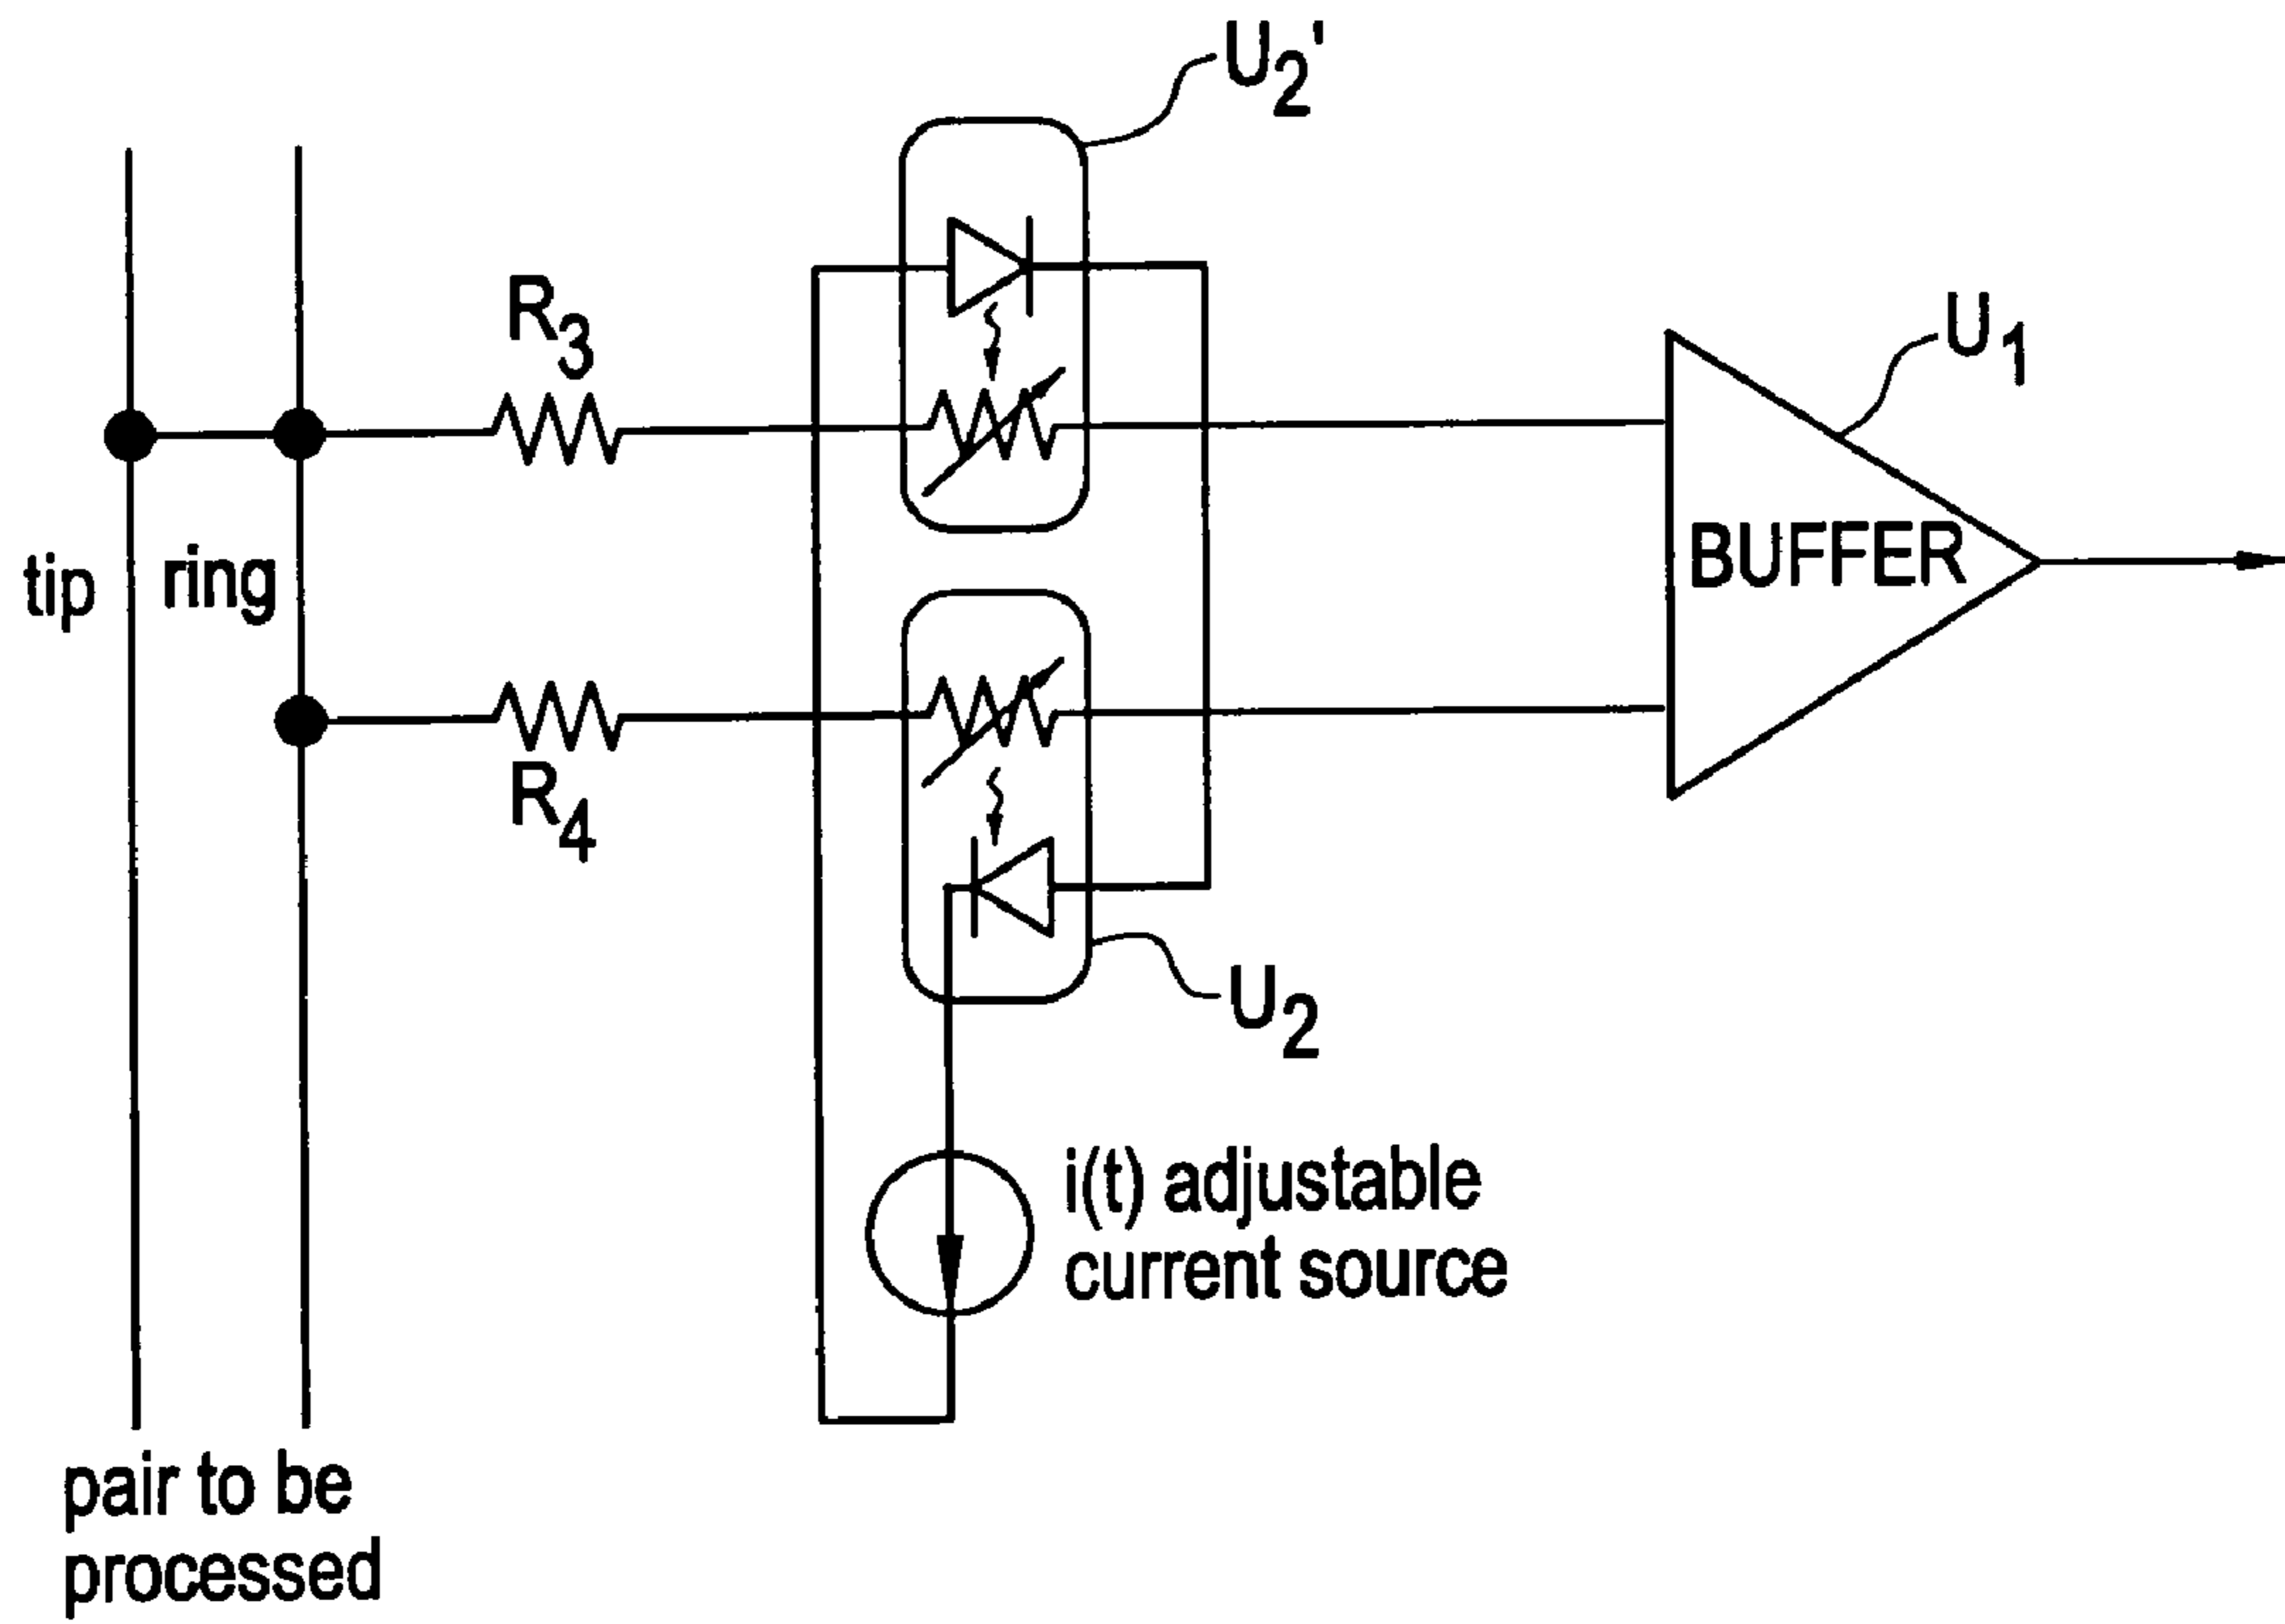 U2'
R3
U1
BUFFER
tip
ring
R4
U2
i(t) adjustable
current source
pair to be
processed